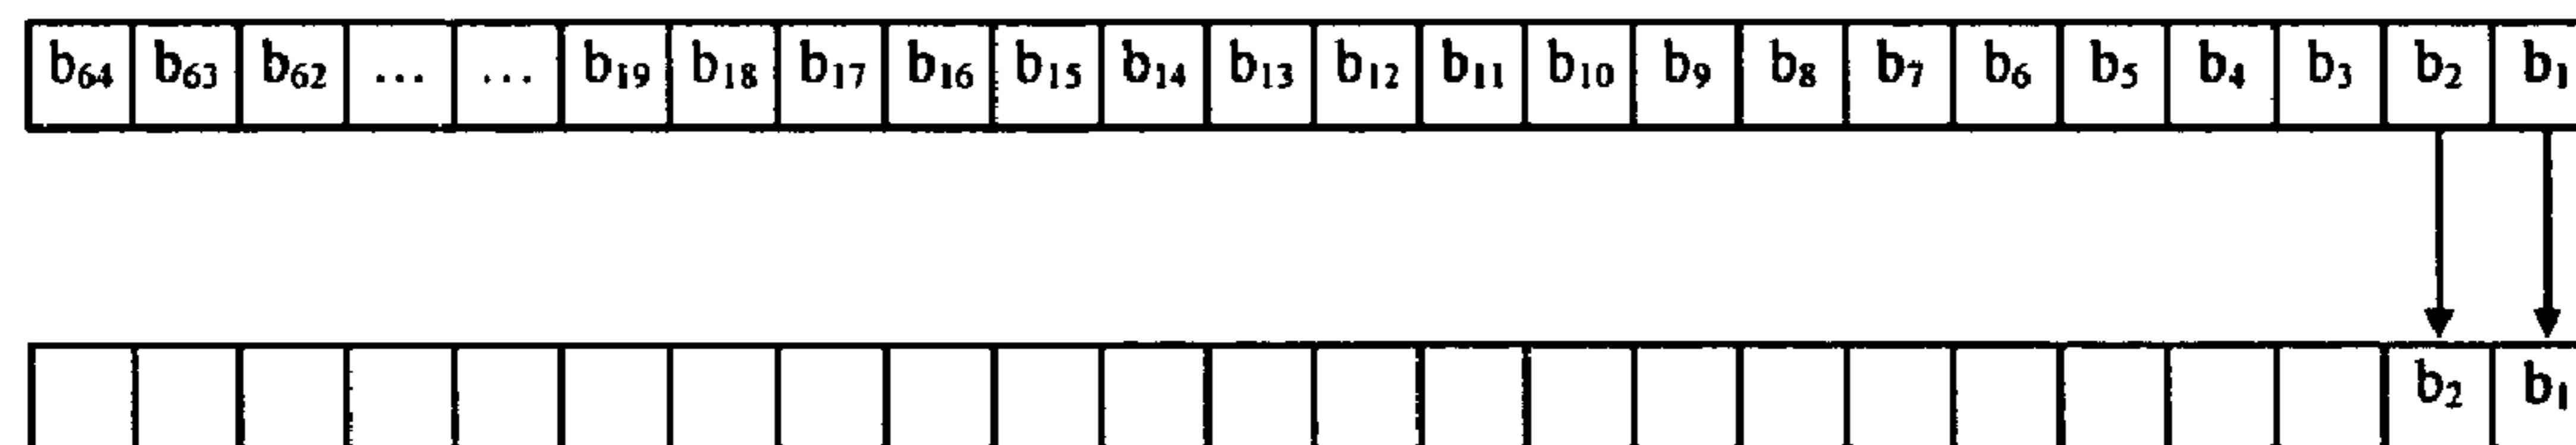 b₆₄ b₆₃ b₆₂ ... ... b₁₉ b₁₈ b₁₇ b₁₆ b₁₅ b₁₄ b₁₃ b₁₂ b₁₁ b₁₀ b₉ b₈ b₇ b₆ b₅ b₄ b₃ b₂ b₁
b₂ b₁